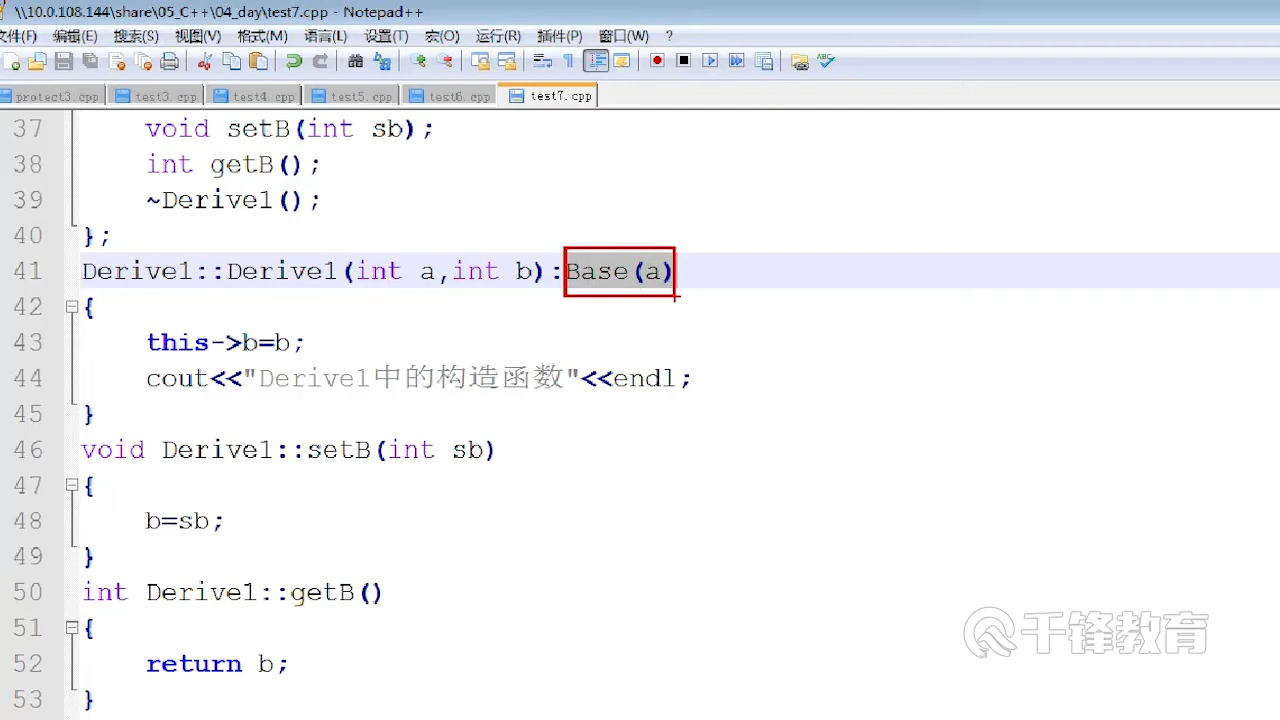 \\10.0.108.144\share\05_C++\04_day\test7.cpp - Notepad++
文件(F) 编辑(E) 搜索(S) 视图(V) 格式(M) 语言(L) 设置(T) 宏(O) 运行(R) 插件(P) 窗口(W) ?
protect3.cpp test3.cpp test4.cpp test5.cpp test6.cpp test7.cpp
37 void setB(int sb);
38 int getB();
39 ~Derive1();
40 };
41 Derive1::Derive1(int a,int b):Base(a)
42 {
43 this->b=b;
44 cout<<"Derive1中的构造函数"<<endl;
45 }
46 void Derive1::setB(int sb)
47 {
48 b=sb;
49 }
50 int Derive1::getB()
51 {
52 return b;
53 }
千锋教育